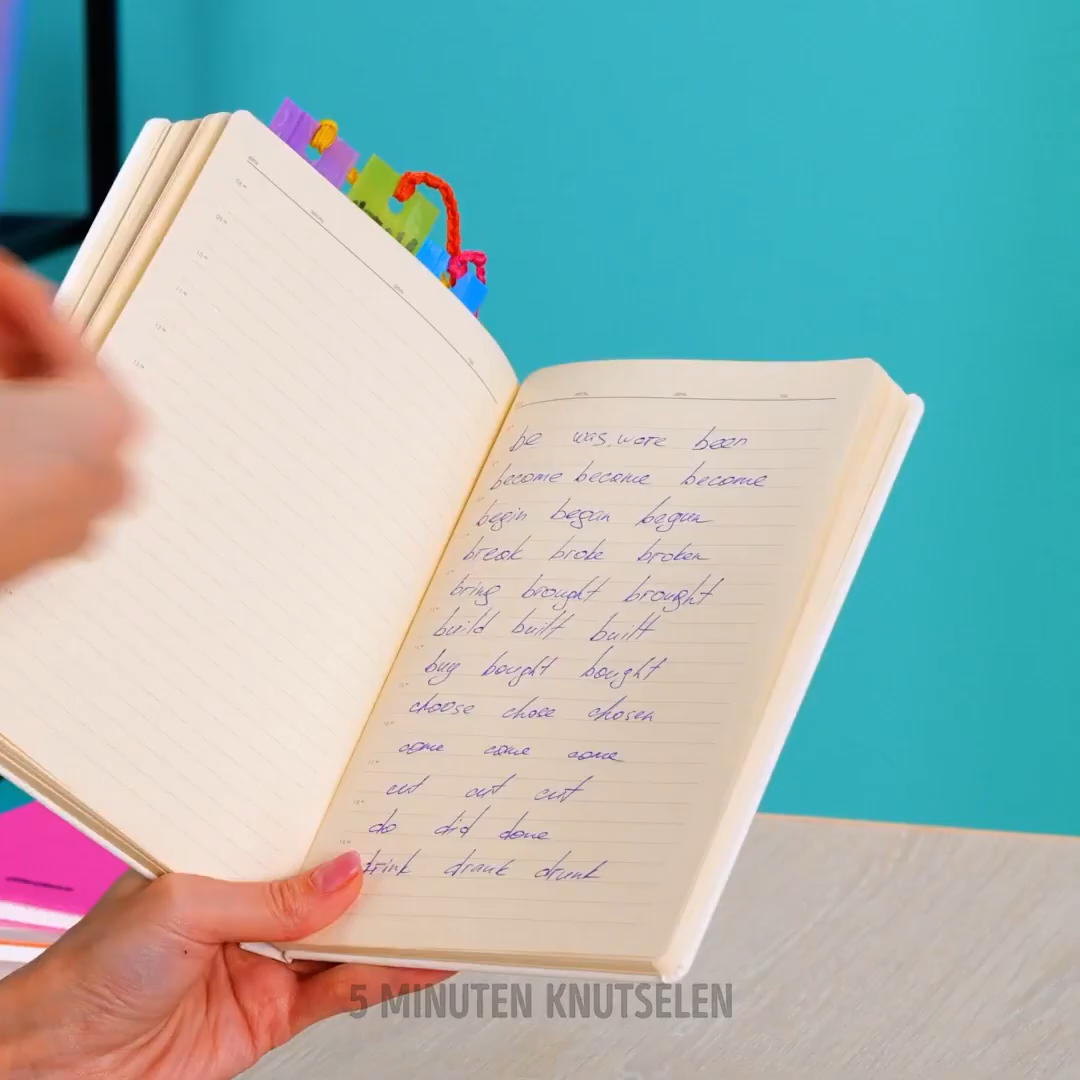 be was, were been
become became become
begin began begun
break broke broken
bring brought brought
build built built
buy bought bought
choose chose chosen
come came come
cut cut cut
do did done
drink drank drunk
5 MINUTEN KNUTSELEN